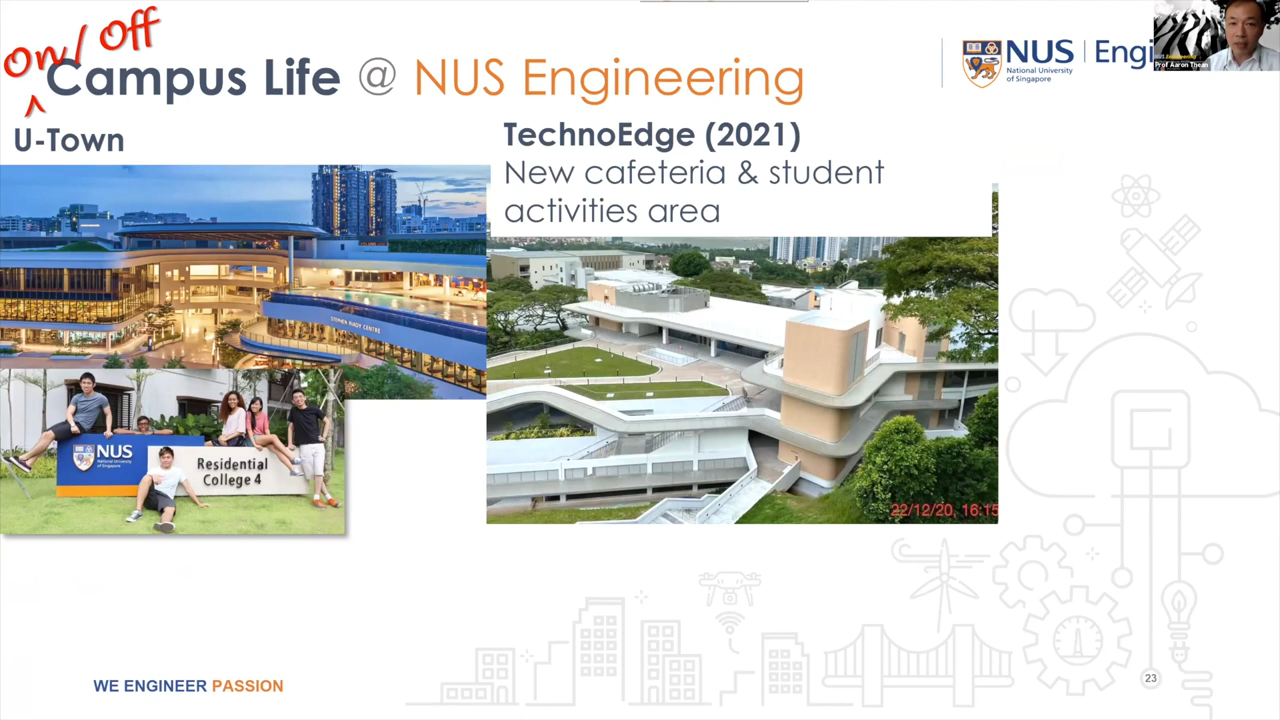 On/ Off
Campus Life @ NUS Engineering
NUS
National University
of Singapore
Engi
Prof Aaron Thean
U-Town
TechnoEdge (2021)
New cafeteria & student
activities area
STEPHEN RIADY CENTRE
NUS
National University
of Singapore
Residential
College 4
22/12/20, 16:15
WE ENGINEER PASSION
23